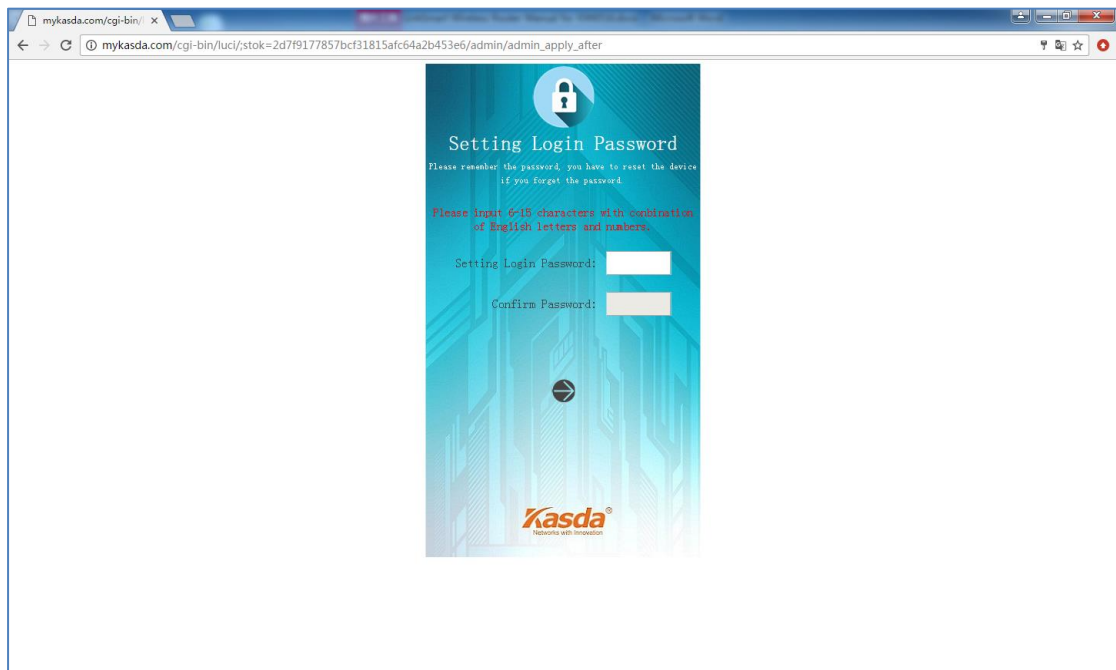 mykasda.com/cgi-bin/l
mykasda.com/cgi-bin/luci/;stok=2d7f9177857bcf31815afc64a2b453e6/admin/admin_apply_after
Setting Login Password
Please remember the password, you have to reset the device
if you forget the password.
Please input 6-15 characters with conbination
of English letters and numbers.
Setting Login Password:
Confirm Password:
Kasda®
Networks with Innovation